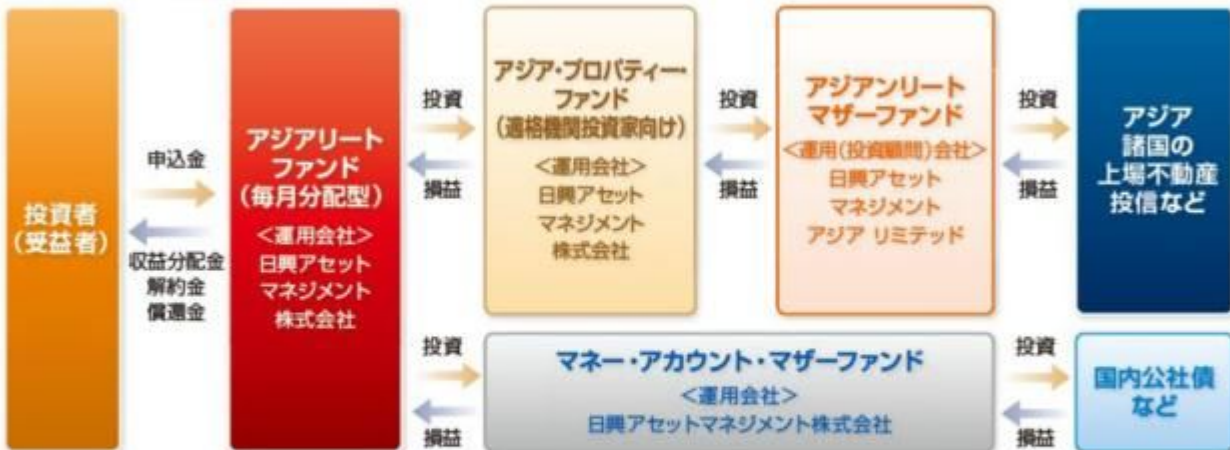 投資者
（受益者）
申込金
収益分配金
解約金
償還金
アジアリート
ファンド
（毎月分配型）
＜運用会社＞
日興アセット
マネジメント
株式会社
投資
損益
アジア・プロパティー・
ファンド
（適格機関投資家向け）
＜運用会社＞
日興アセット
マネジメント
株式会社
投資
損益
アジアンリート
マザーファンド
＜運用（投資顧問）会社＞
日興アセット
マネジメント
アジア リミテッド
投資
損益
アジア
諸国の
上場不動産
投信など
投資
損益
マネー・アカウント・マザーファンド
＜運用会社＞
日興アセットマネジメント株式会社
投資
損益
国内公社債
など